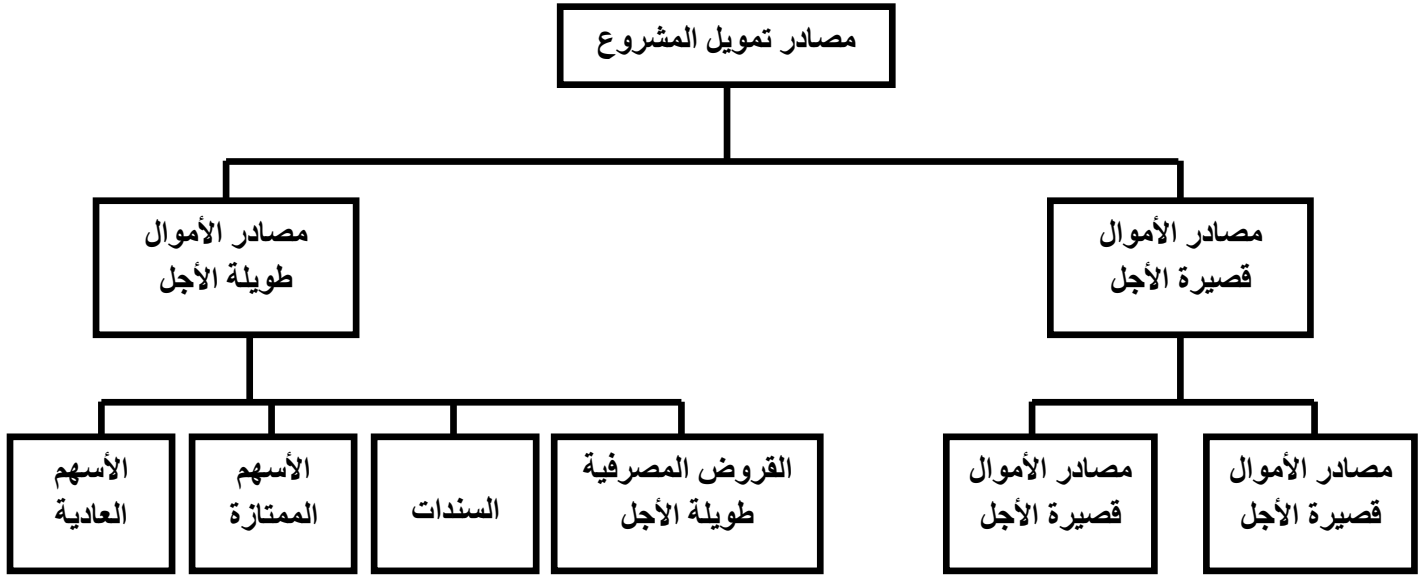 مصادر تمويل المشروع
مصادر الأموال
قصيرة الأجل
مصادر الأموال
طويلة الأجل
مصادر الأموال
قصيرة الأجل
مصادر الأموال
قصيرة الأجل
القروض المصرفية
طويلة الأجل
السندات
الأسهم
الممتازة
الأسهم
العادية